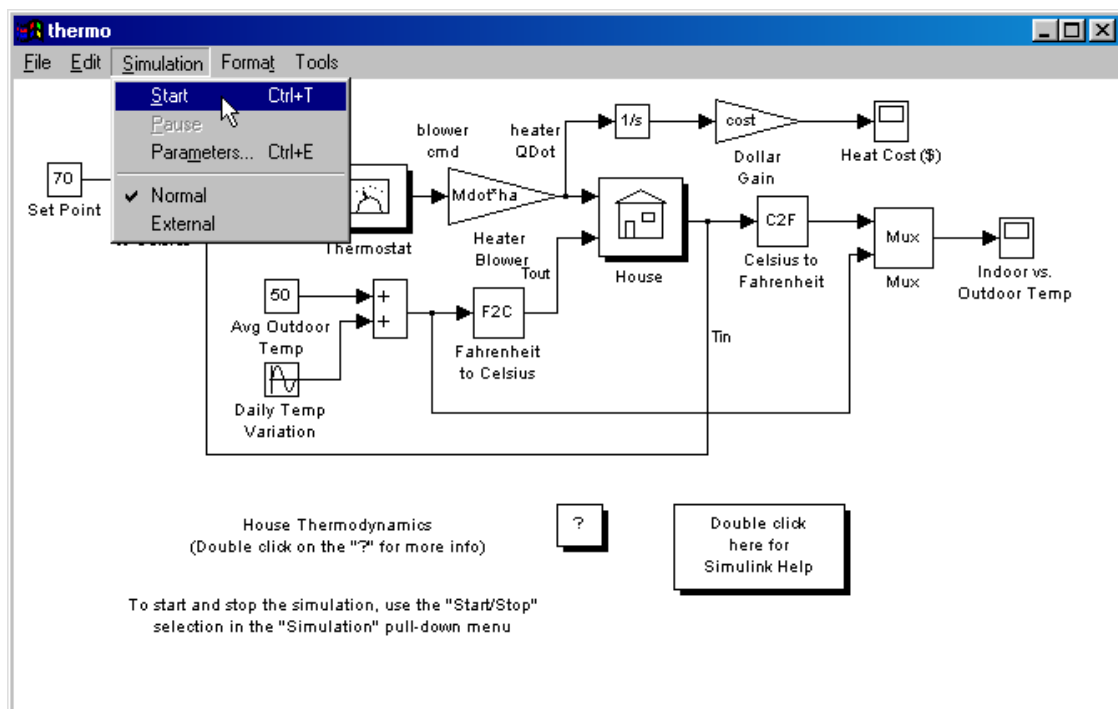 thermo
File Edit Simulation Format Tools
Start Ctrl+T
Pause
Parameters... Ctrl+E
Normal
External
blower
cmd
heater
QDot
1/s
cost
Dollar
Gain
Heat Cost ($)
70
Set Point
Thermostat
Mdot*ha
Heater
Blower
House
C2F
Celsius to
Fahrenheit
Mux
Mux
Indoor vs.
Outdoor Temp
Tout
Tin
50
Avg Outdoor
Temp
+
+
F2C
Fahrenheit
to Celsius
Daily Temp
Variation
House Thermodynamics
(Double click on the "?" for more info)
?
Double click
here for
Simulink Help
To start and stop the simulation, use the "Start/Stop"
selection in the "Simulation" pull-down menu